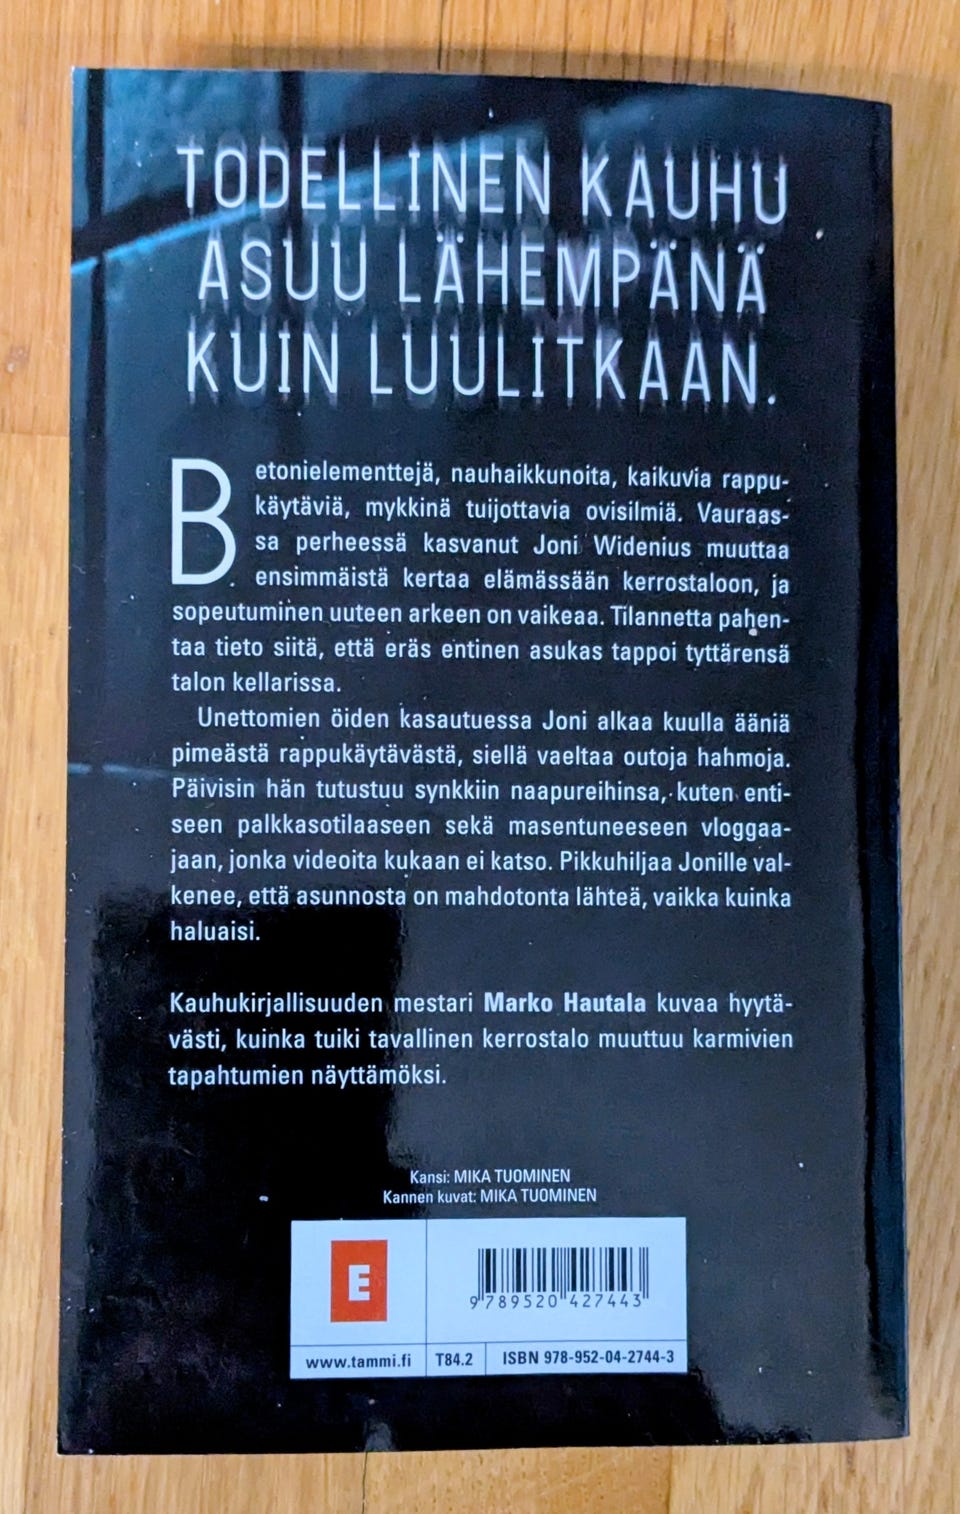 TODELLINEN KAUHU
ASUU LÄHEMPÄNÄ
KUIN LUULITKAAN.
Betonielementtejä, nauhaikkunoita, kaikuvia rappu-
käytäviä, mykkinä tuijottavia ovisilmiä. Vauraas-
sa perheessä kasvanut Joni Widenius muuttaa
ensimmäistä kertaa elämässään kerrostaloon, ja
sopeutuminen uuteen arkeen on vaikeaa. Tilannetta pahen-
taa tieto siitä, että eräs entinen asukas tappoi tyttärensä
talon kellarissa.
Unettomien öiden kasautuessa Joni alkaa kuulla ääniä
pimeästä rappukäytävästä, siellä vaeltaa outoja hahmoja.
Päivisin hän tutustuu synkkiin naapureihinsa, kuten enti-
seen palkkasotilaaseen sekä masentuneeseen vloggaa-
jaan, jonka videoita kukaan ei katso. Pikkuhiljaa Jonille val-
kenee, että asunnosta on mahdotonta lähteä, vaikka kuinka
haluaisi.
Kauhukirjallisuuden mestari Marko Hautala kuvaa hyytä-
västi, kuinka tuiki tavallinen kerrostalo muuttuu karmivien
tapahtumien näyttämöksi.
Kansi: MIKA TUOMINEN
Kannen kuvat: MIKA TUOMINEN
E
9 789520 427443
www.tammi.fi T84.2 ISBN 978-952-04-2744-3